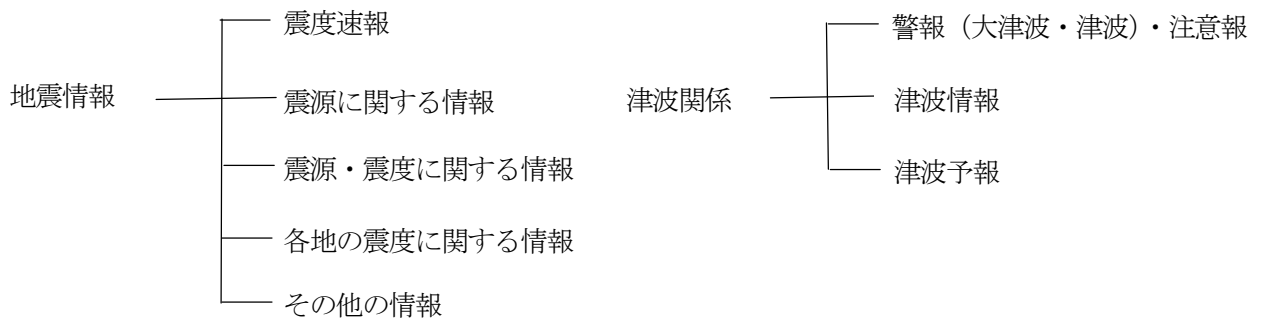 地震情報
震度速報
震源に関する情報
震源・震度に関する情報
各地の震度に関する情報
その他の情報
津波関係
警報（大津波・津波）・注意報
津波情報
津波予報